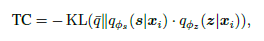 TC = − KL(q̄‖q_{ϕ_s}(s|x_i) · q_{ϕ_z}(z|x_i)),